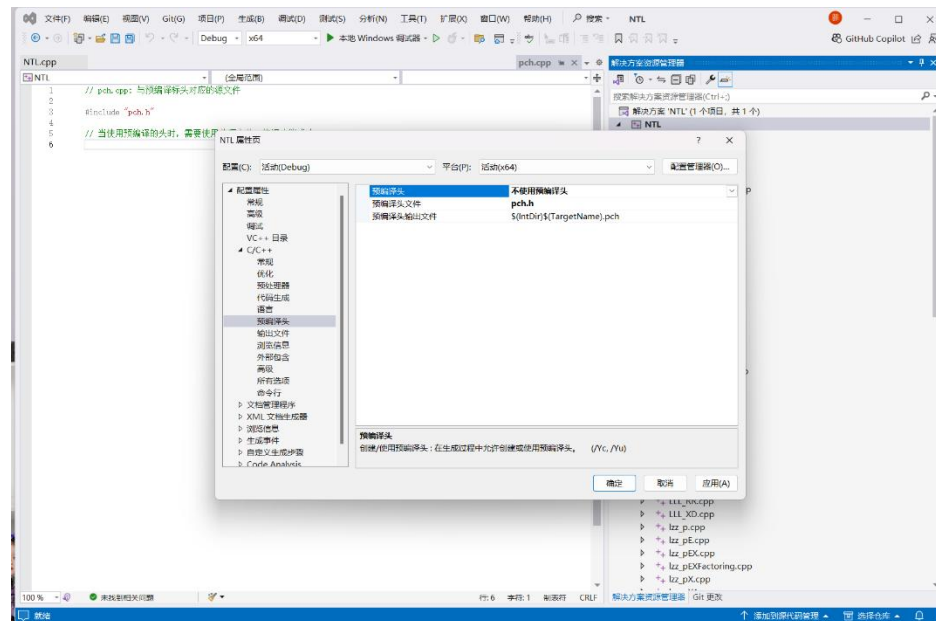 文件(F) 编辑(E) 视图(V) Git(G) 项目(P) 生成(B) 调试(D) 测试(S) 分析(N) 工具(T) 扩展(X) 窗口(W) 帮助(H) 搜索 NTL
Debug x64 本地 Windows 调试器 GitHub Copilot
NTL.cpp pch.cpp 解决方案资源管理器
NTL (全局范围)
搜索解决方案资源管理器(Ctrl+;)
解决方案 'NTL' (1 个项目, 共 1 个)
NTL
1 // pch.cpp: 与预编译标头对应的源文件
2
3 #include "pch.h"
4
5 // 当使用预编译的头时,需要使用
6
NTL 属性页 ? ×
配置(C): 活动(Debug) 平台(P): 活动(x64) 配置管理器(O)...
配置属性
常规
高级
调试
VC++ 目录
C/C++
常规
优化
预处理器
代码生成
语言
预编译头
输出文件
浏览信息
外部包含
高级
所有选项
命令行
文档管理程序
XML 文档生成器
浏览信息
生成事件
自定义生成步骤
Code Analysis
预编译头 不使用预编译头
预编译头文件 pch.h
预编译头输出文件 $(IntDir)$(TargetName).pch
预编译头
创建/使用预编译头:在生成过程中允许创建或使用预编译头。 (/Yc, /Yu)
确定 取消 应用(A)
LLL_RR.cpp
LLL_XD.cpp
lzz_p.cpp
lzz_pE.cpp
lzz_pEX.cpp
lzz_pEXFactoring.cpp
lzz_pX.cpp
100 % 未找到相关问题 行: 6 字符: 1 制表符 CRLF
解决方案资源管理器 Git 更改
就绪 添加到源代码管理 选择仓库